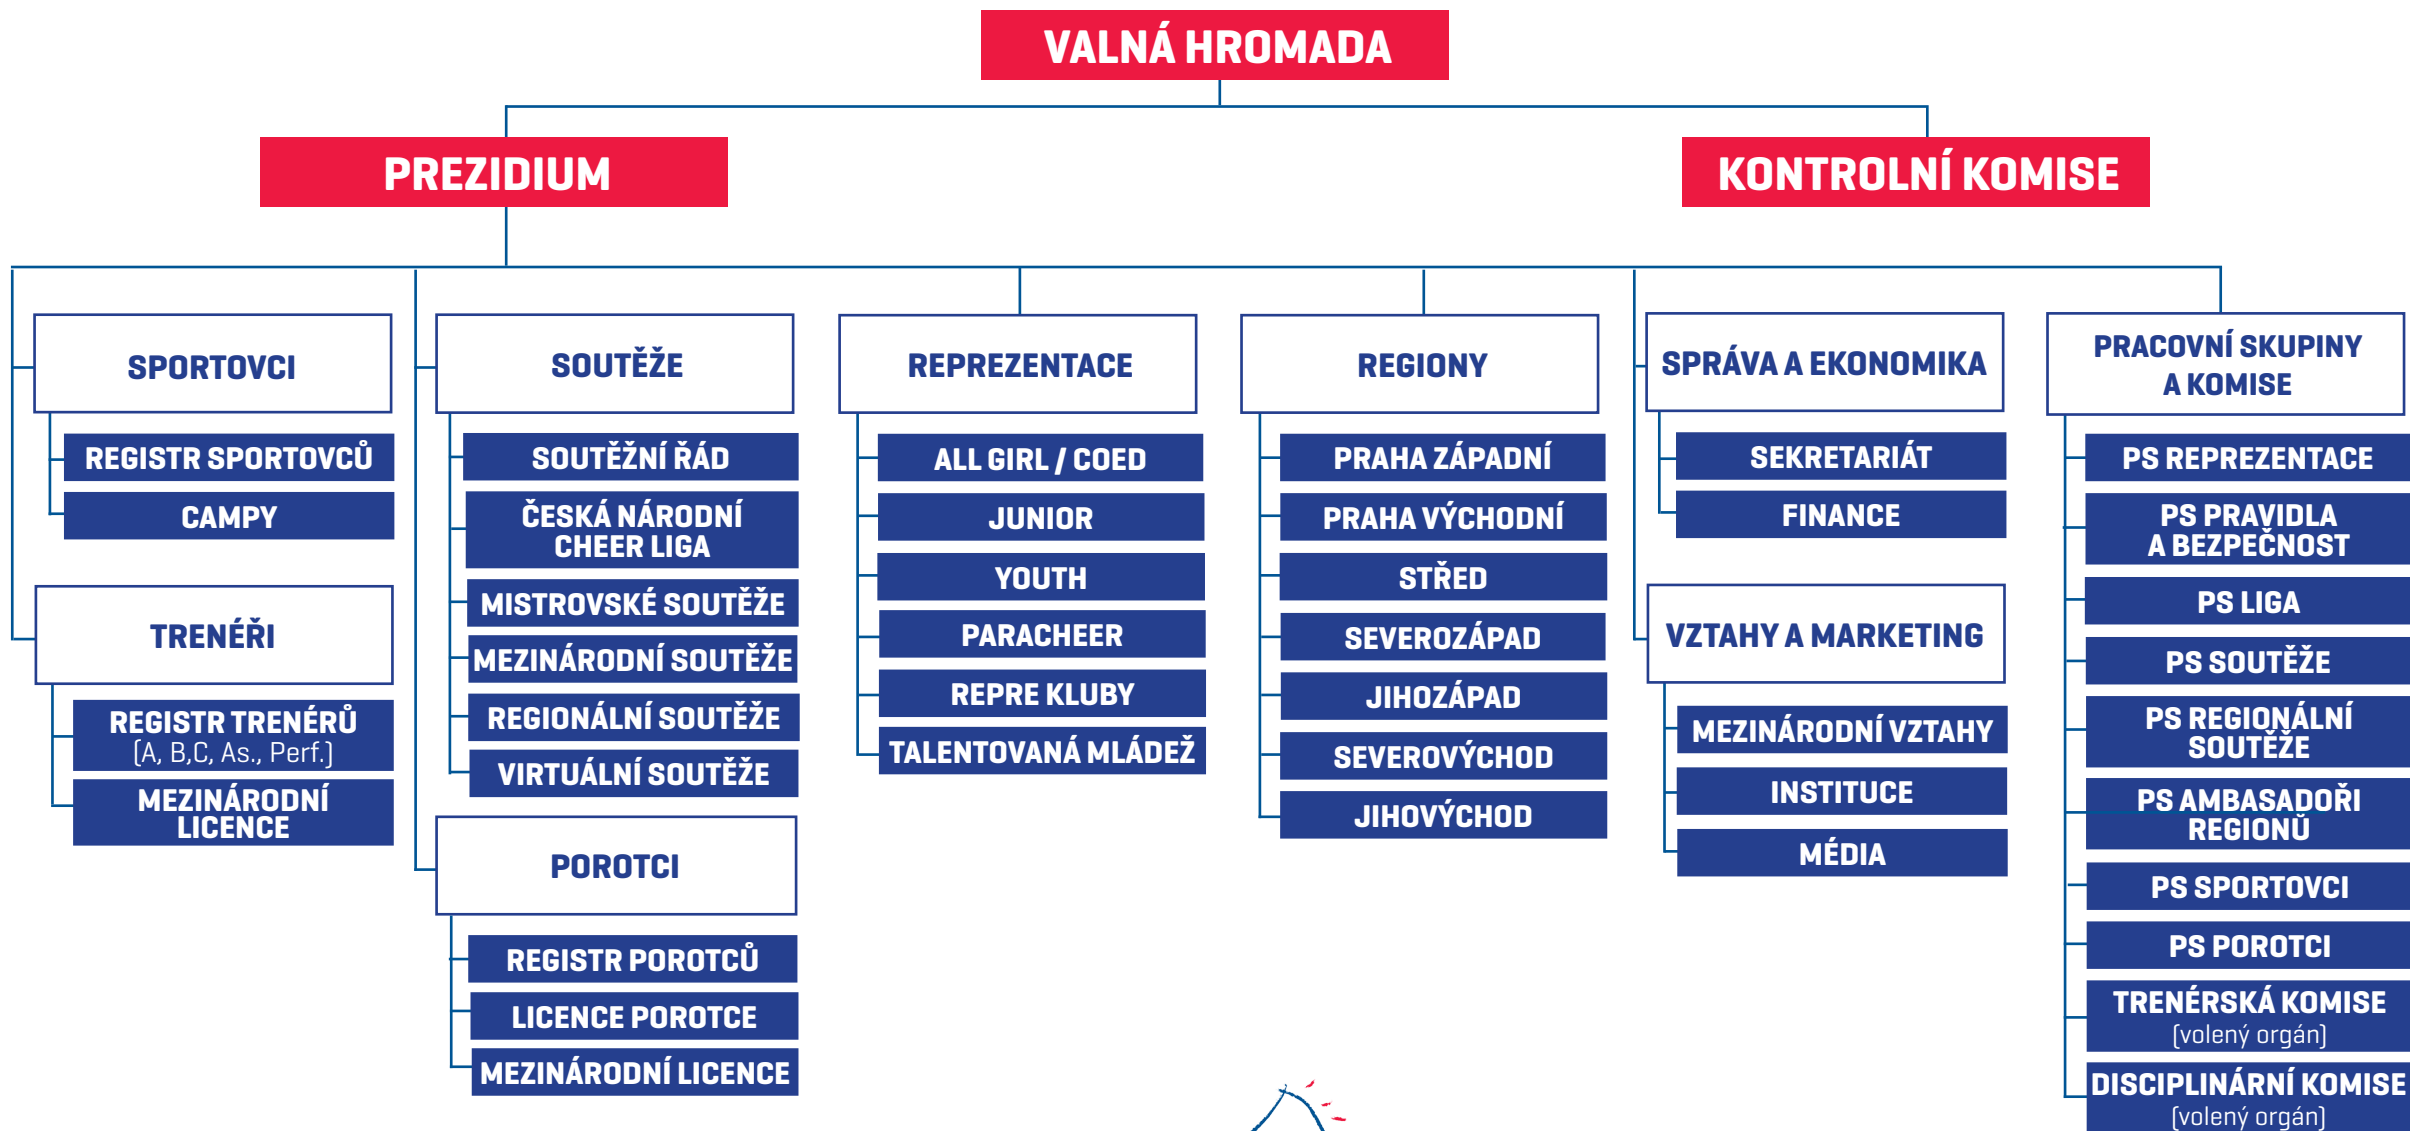 VALNÁ HROMADA
PREZIDIUM
KONTROLNÍ KOMISE
SPORTOVCI
REGISTR SPORTOVCŮ
CAMPY
TRENÉŘI
REGISTR TRENÉRŮ
(A, B,C, As., Perf.)
MEZINÁRODNÍ
LICENCE
SOUTĚŽE
SOUTĚŽNÍ ŘÁD
ČESKÁ NÁRODNÍ
CHEER LIGA
MISTROVSKÉ SOUTĚŽE
MEZINÁRODNÍ SOUTĚŽE
REGIONÁLNÍ SOUTĚŽE
VIRTUÁLNÍ SOUTĚŽE
POROTCI
REGISTR POROTCŮ
LICENCE POROTCE
MEZINÁRODNÍ LICENCE
REPREZENTACE
ALL GIRL / COED
JUNIOR
YOUTH
PARACHEER
REPRE KLUBY
TALENTOVANÁ MLÁDEŽ
REGIONY
PRAHA ZÁPADNÍ
PRAHA VÝCHODNÍ
STŘED
SEVEROZÁPAD
JIHOZÁPAD
SEVEROVÝCHOD
JIHOVÝCHOD
SPRÁVA A EKONOMIKA
SEKRETARIÁT
FINANCE
VZTAHY A MARKETING
MEZINÁRODNÍ VZTAHY
INSTITUCE
MÉDIA
PRACOVNÍ SKUPINY
A KOMISE
PS REPREZENTACE
PS PRAVIDLA
A BEZPEČNOST
PS LIGA
PS SOUTĚŽE
PS REGIONÁLNÍ
SOUTĚŽE
PS AMBASADOŘI
REGIONŮ
PS SPORTOVCI
PS POROTCI
TRENÉRSKÁ KOMISE
(volený orgán)
DISCIPLINÁRNÍ KOMISE
(volený orgán)